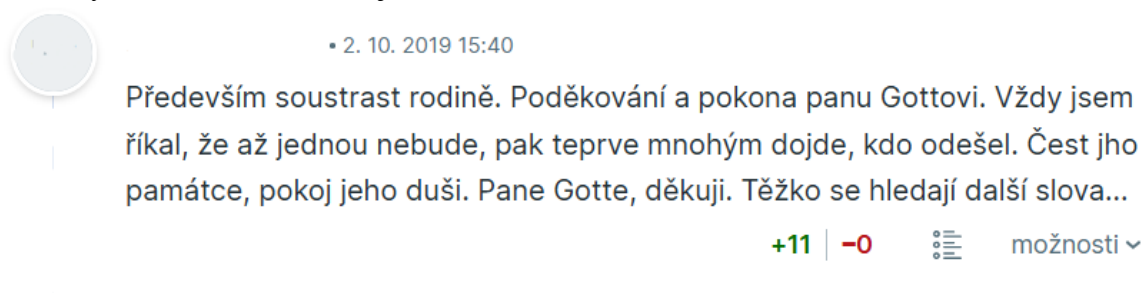 • 2. 10. 2019 15:40
Především soustrast rodině. Poděkování a pokona panu Gottovi. Vždy jsem
říkal, že až jednou nebude, pak teprve mnohým dojde, kdo odešel. Čest jho
památce, pokoj jeho duši. Pane Gotte, děkuji. Těžko se hledají další slova...
+11 −0 možnosti